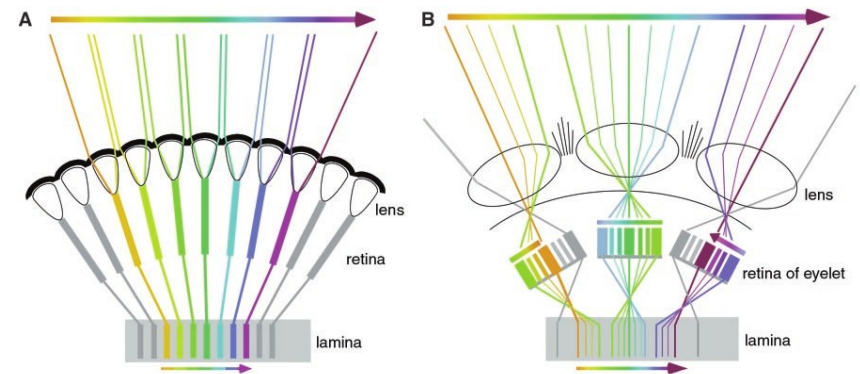 A
lens
retina
lamina
B
lens
retina of eyelet
lamina